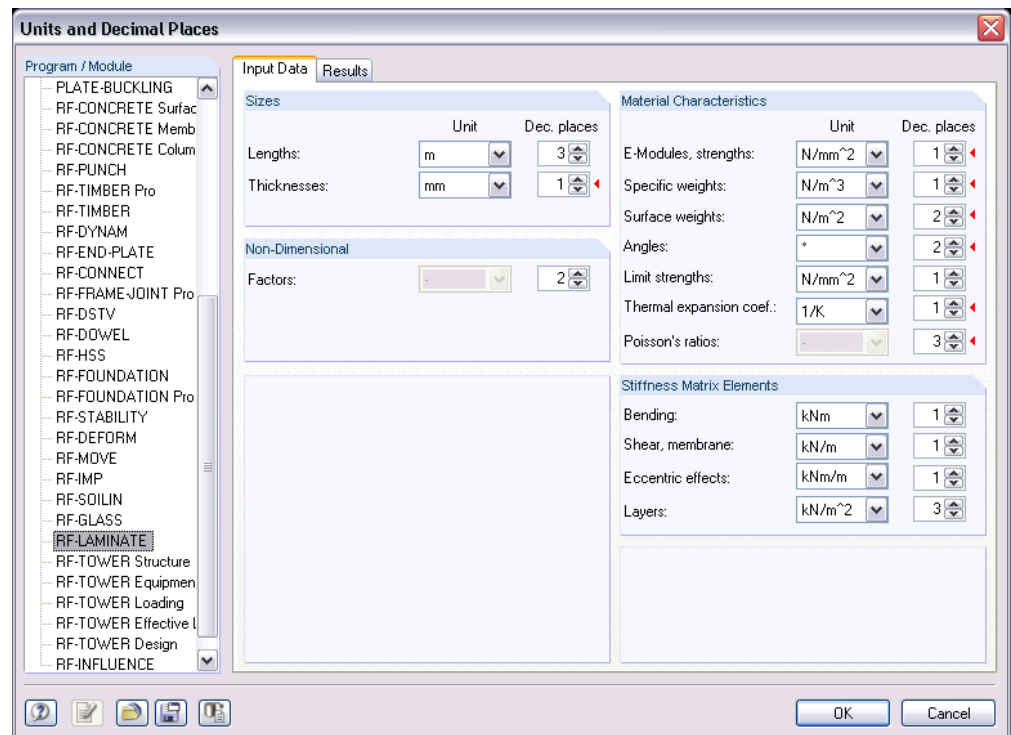 Units and Decimal Places
Program / Module
PLATE-BUCKLING
RF-CONCRETE Surfac
RF-CONCRETE Memb
RF-CONCRETE Colum
RF-PUNCH
RF-TIMBER Pro
RF-TIMBER
RF-DYNAM
RF-END-PLATE
RF-CONNECT
RF-FRAME-JOINT Pro
RF-DSTV
RF-DOWEL
RF-HSS
RF-FOUNDATION
RF-FOUNDATION Pro
RF-STABILITY
RF-DEFORM
RF-MOVE
RF-IMP
RF-SOILIN
RF-GLASS
RF-LAMINATE
RF-TOWER Structure
RF-TOWER Equipmen
RF-TOWER Loading
RF-TOWER Effective L
RF-TOWER Design
RF-INFLUENCE
Input Data Results
Sizes
Unit Dec. places
Lengths: m 3
Thicknesses: mm 1
Non-Dimensional
Factors: - 2
Material Characteristics
Unit Dec. places
E-Modules, strengths: N/mm^2 1
Specific weights: N/m^3 1
Surface weights: N/m^2 2
Angles: ° 2
Limit strengths: N/mm^2 1
Thermal expansion coef.: 1/K 1
Poisson's ratios: - 3
Stiffness Matrix Elements
Bending: kNm 1
Shear, membrane: kN/m 1
Eccentric effects: kNm/m 1
Layers: kN/m^2 3
OK Cancel